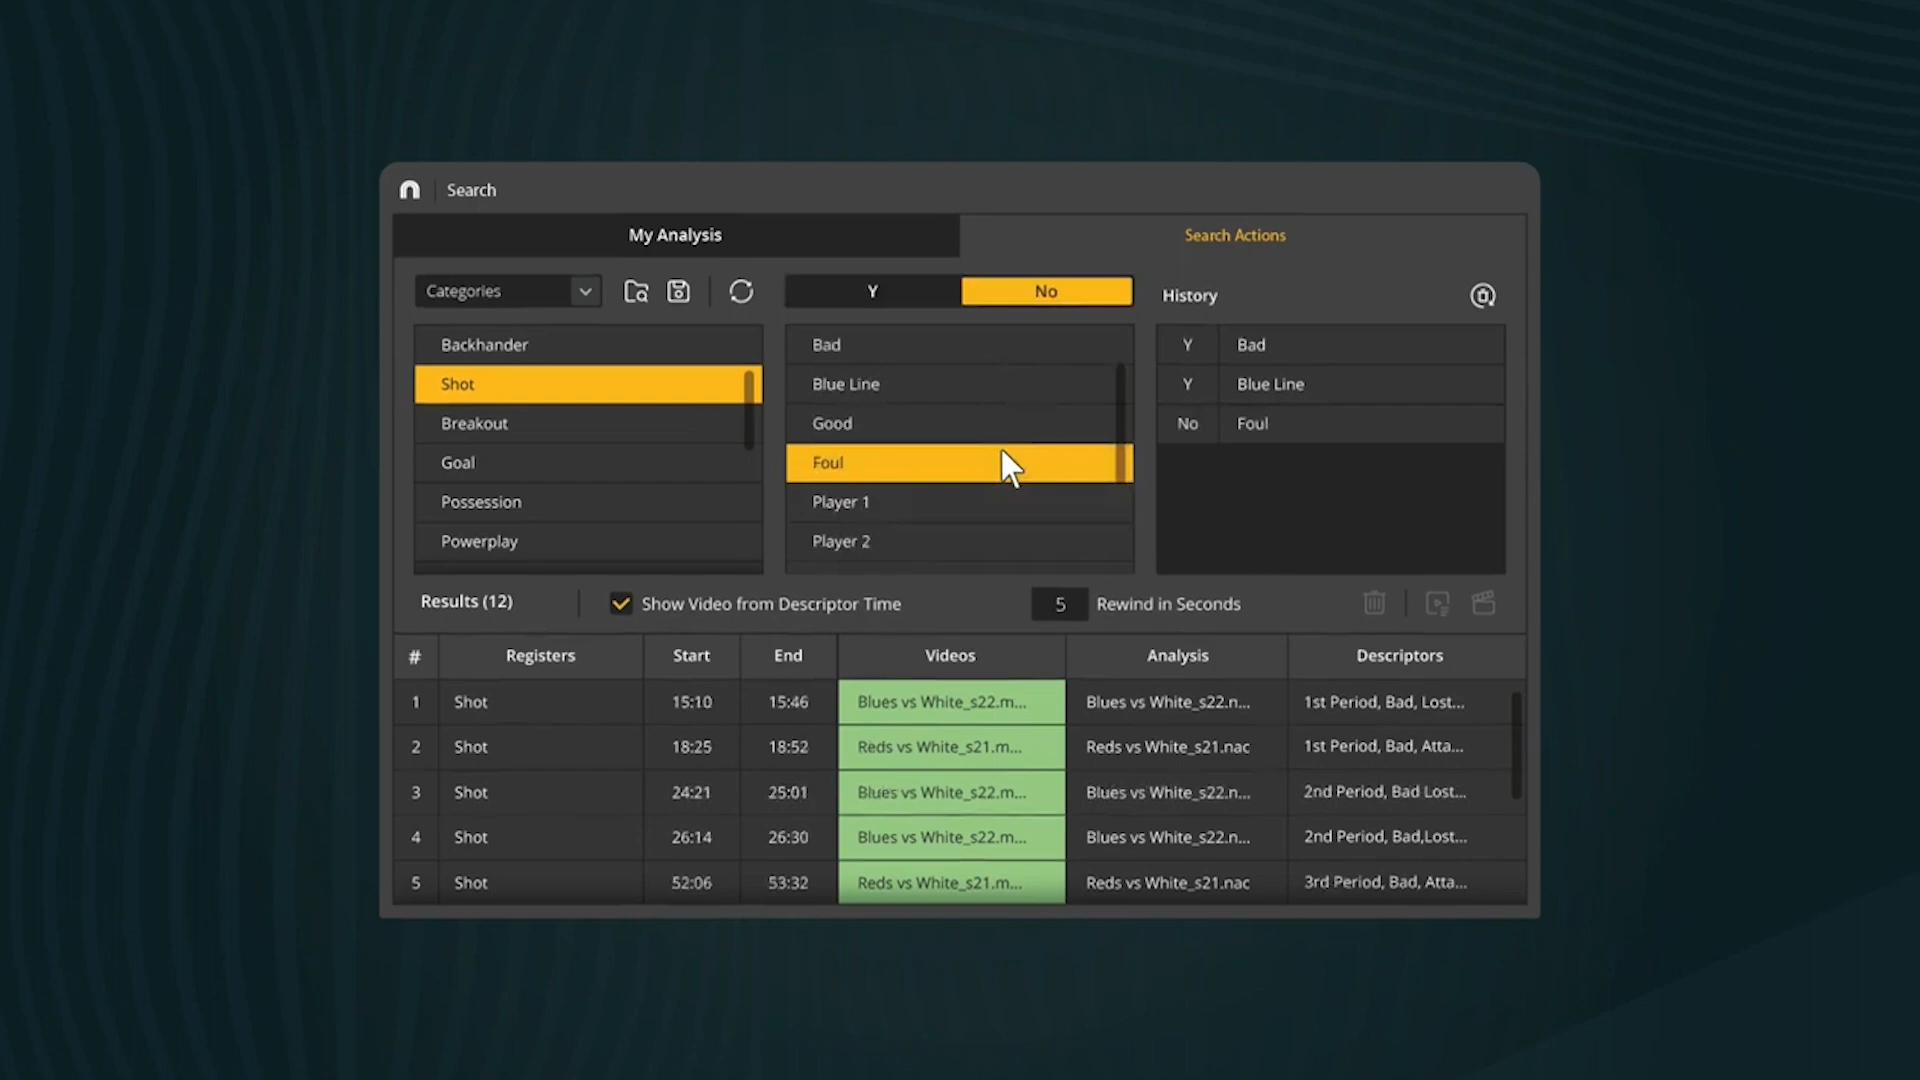 Search
My Analysis
Search Actions
Categories
Y
No
History
Backhander
Shot
Breakout
Goal
Possession
Powerplay
Bad
Blue Line
Good
Foul
Player 1
Player 2
Y Bad
Y Blue Line
No Foul
Results (12)
Show Video from Descriptor Time
5 Rewind in Seconds
# Registers Start End Videos Analysis Descriptors
1 Shot 15:10 15:46 Blues vs White_s22.m... Blues vs White_s22.n... 1st Period, Bad, Lost...
2 Shot 18:25 18:52 Reds vs White_s21.m... Reds vs White_s21.nac 1st Period, Bad, Atta...
3 Shot 24:21 25:01 Blues vs White_s22.m... Blues vs White_s22.n... 2nd Period, Bad Lost...
4 Shot 26:14 26:30 Blues vs White_s22.m... Blues vs White_s22.n... 2nd Period, Bad,Lost...
5 Shot 52:06 53:32 Reds vs White_s21.m... Reds vs White_s21.nac 3rd Period, Bad, Atta...